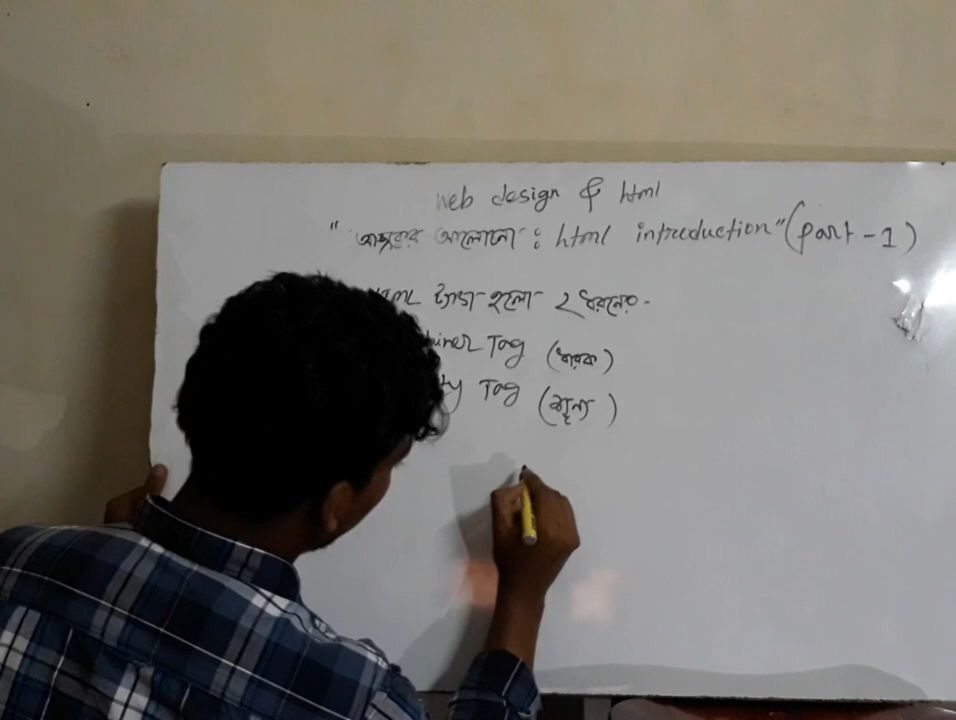 web design & html
" আজকের আলোচনা : html introduction" (part - 1)
ট্যাগ হলো ২ ধরনের -
Tag (ধারক)
Tag (শূন্য)